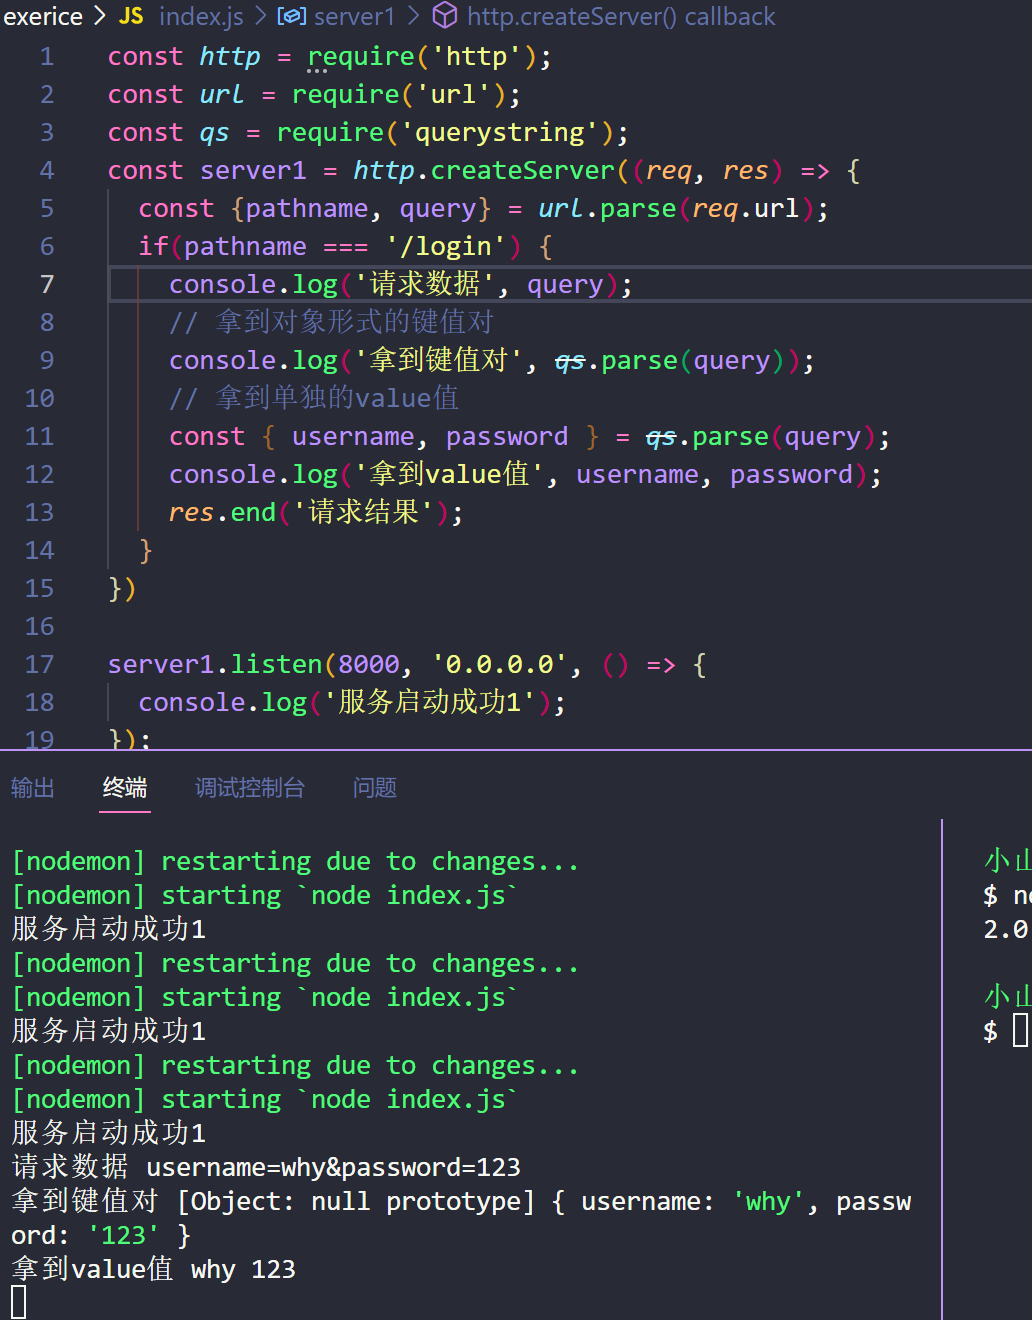 exerice > JS index.js > server1 > http.createServer() callback
1 const http = require('http');
2 const url = require('url');
3 const qs = require('querystring');
4 const server1 = http.createServer((req, res) => {
5 const {pathname, query} = url.parse(req.url);
6 if(pathname === '/login') {
7 console.log('请求数据', query);
8 // 拿到对象形式的键值对
9 console.log('拿到键值对', qs.parse(query));
10 // 拿到单独的value值
11 const { username, password } = qs.parse(query);
12 console.log('拿到value值', username, password);
13 res.end('请求结果');
14 }
15 })
16
17 server1.listen(8000, '0.0.0.0', () => {
18 console.log('服务启动成功1');
19 });
输出 终端 调试控制台 问题
[nodemon] restarting due to changes...
[nodemon] starting `node index.js`
服务启动成功1
[nodemon] restarting due to changes...
[nodemon] starting `node index.js`
服务启动成功1
[nodemon] restarting due to changes...
[nodemon] starting `node index.js`
服务启动成功1
请求数据 username=why&password=123
拿到键值对 [Object: null prototype] { username: 'why', passw
ord: '123' }
拿到value值 why 123
小山
$ no
2.0
小山
$